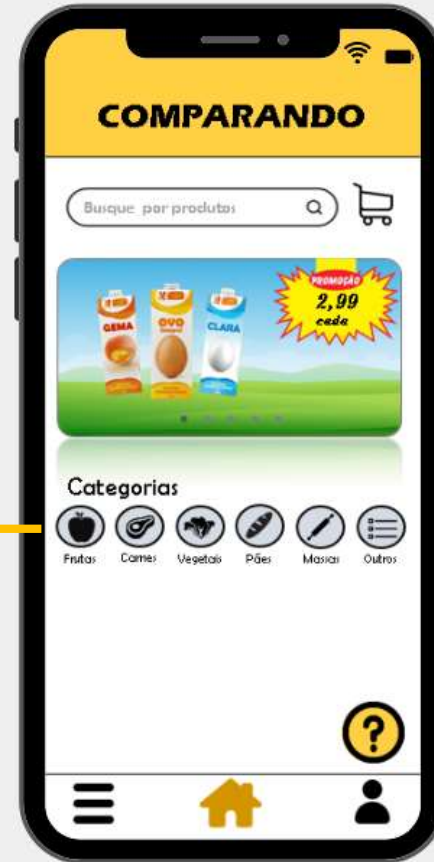 COMPARANDO
Busque por produtos
PROMOÇÃO
2,99
cada
GEMA
OVO
CLARA
Categorias
Frutas Carnes Vegetais Pães Massas Outros
?